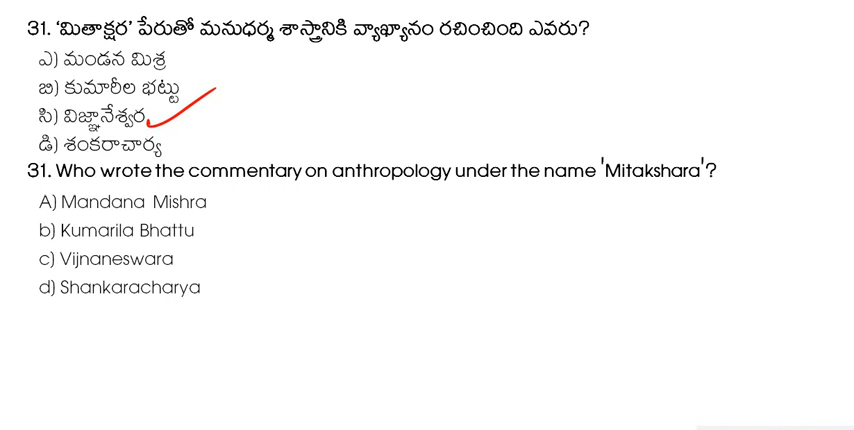 31. ‘మితాక్షర’ పేరుతో మనుధర్మ శాస్త్రానికి వ్యాఖ్యానం రచించింది ఎవరు?
ఎ) మండన మిశ్ర
బి) కుమారిల భట్టు
సి) విజ్ఞానేశ్వర
డి) శంకరాచార్య
31. Who wrote the commentary on anthropology under the name 'Mitakshara'?
A) Mandana Mishra
b) Kumarila Bhattu
c) Vijnaneswara
d) Shankaracharya